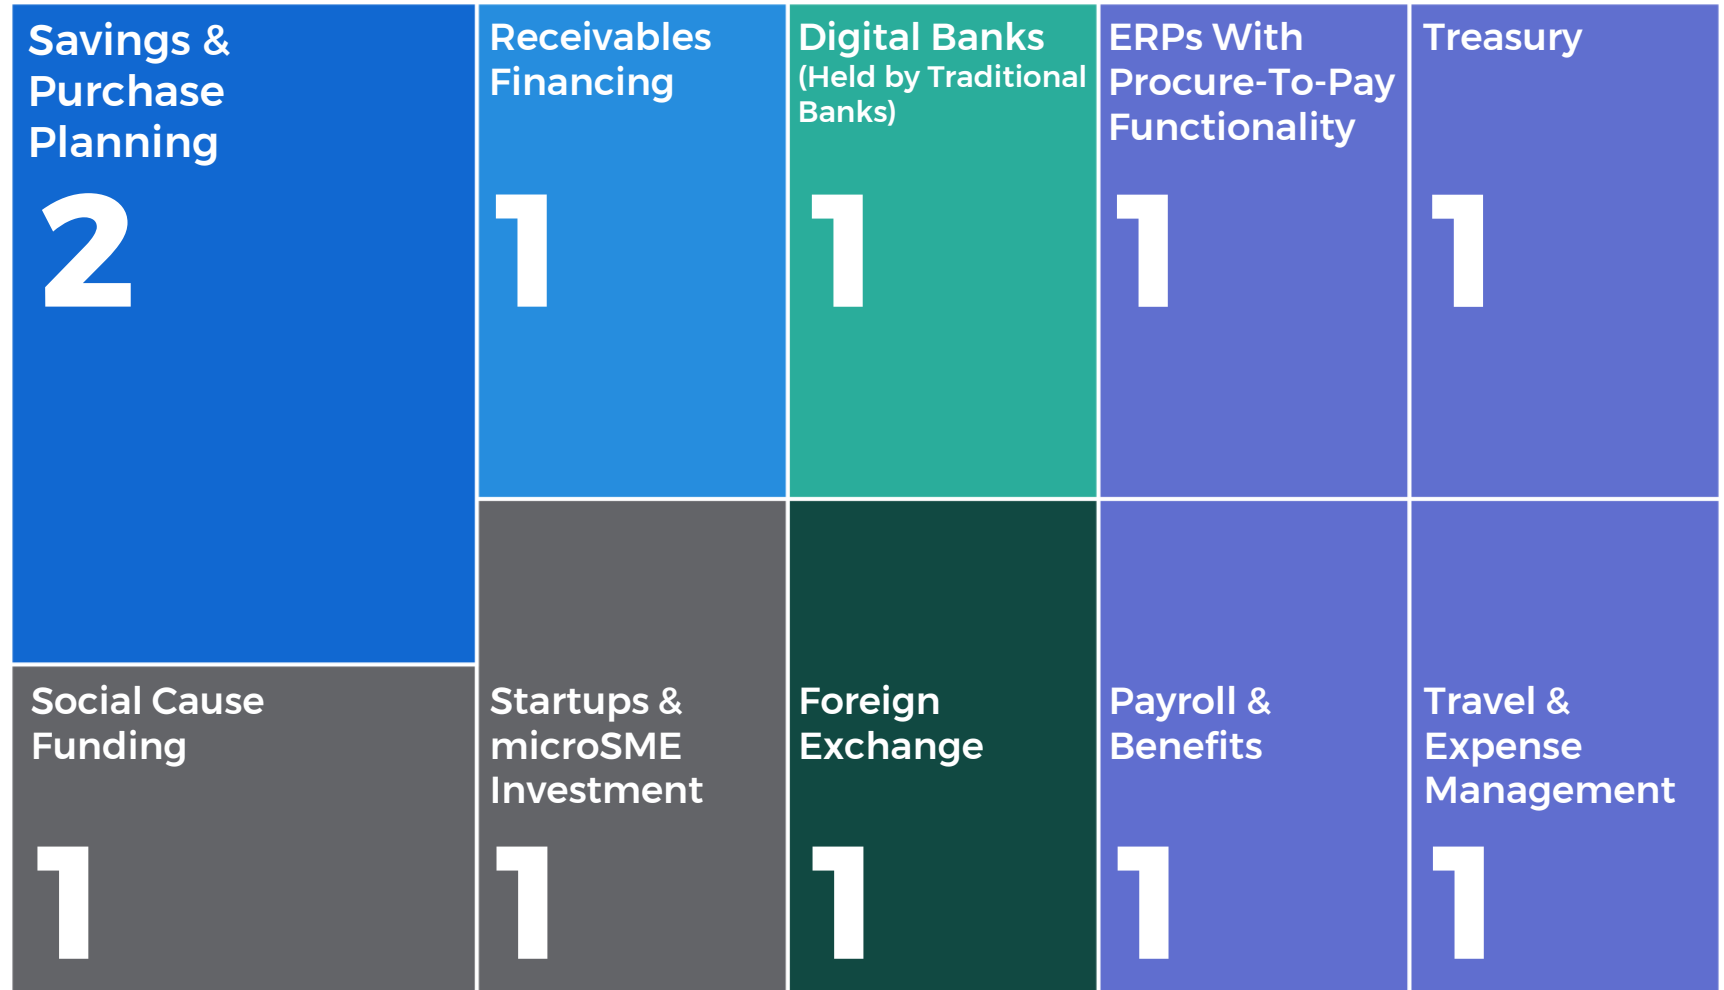 Savings &
Purchase
Planning
2
Receivables
Financing
1
Digital Banks
(Held by Traditional
Banks)
1
ERPs With
Procure-To-Pay
Functionality
1
Treasury
1
Social Cause
Funding
1
Startups &
microSME
Investment
1
Foreign
Exchange
1
Payroll &
Benefits
1
Travel &
Expense
Management
1